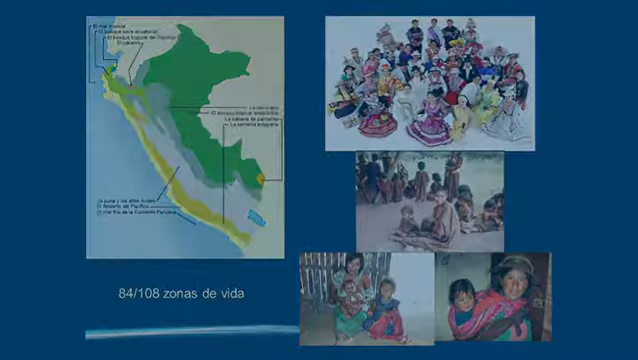 El mar tropical
El bosque seco ecuatorial
El bosque tropical del Pacífico
El páramo
La selva alta
El bosque tropical amazónico
La sabana de palmeras
La serranía esteparia
La puna y los altos Andes
El desierto del Pacífico
El mar frío de la Corriente Peruana
84/108 zonas de vida